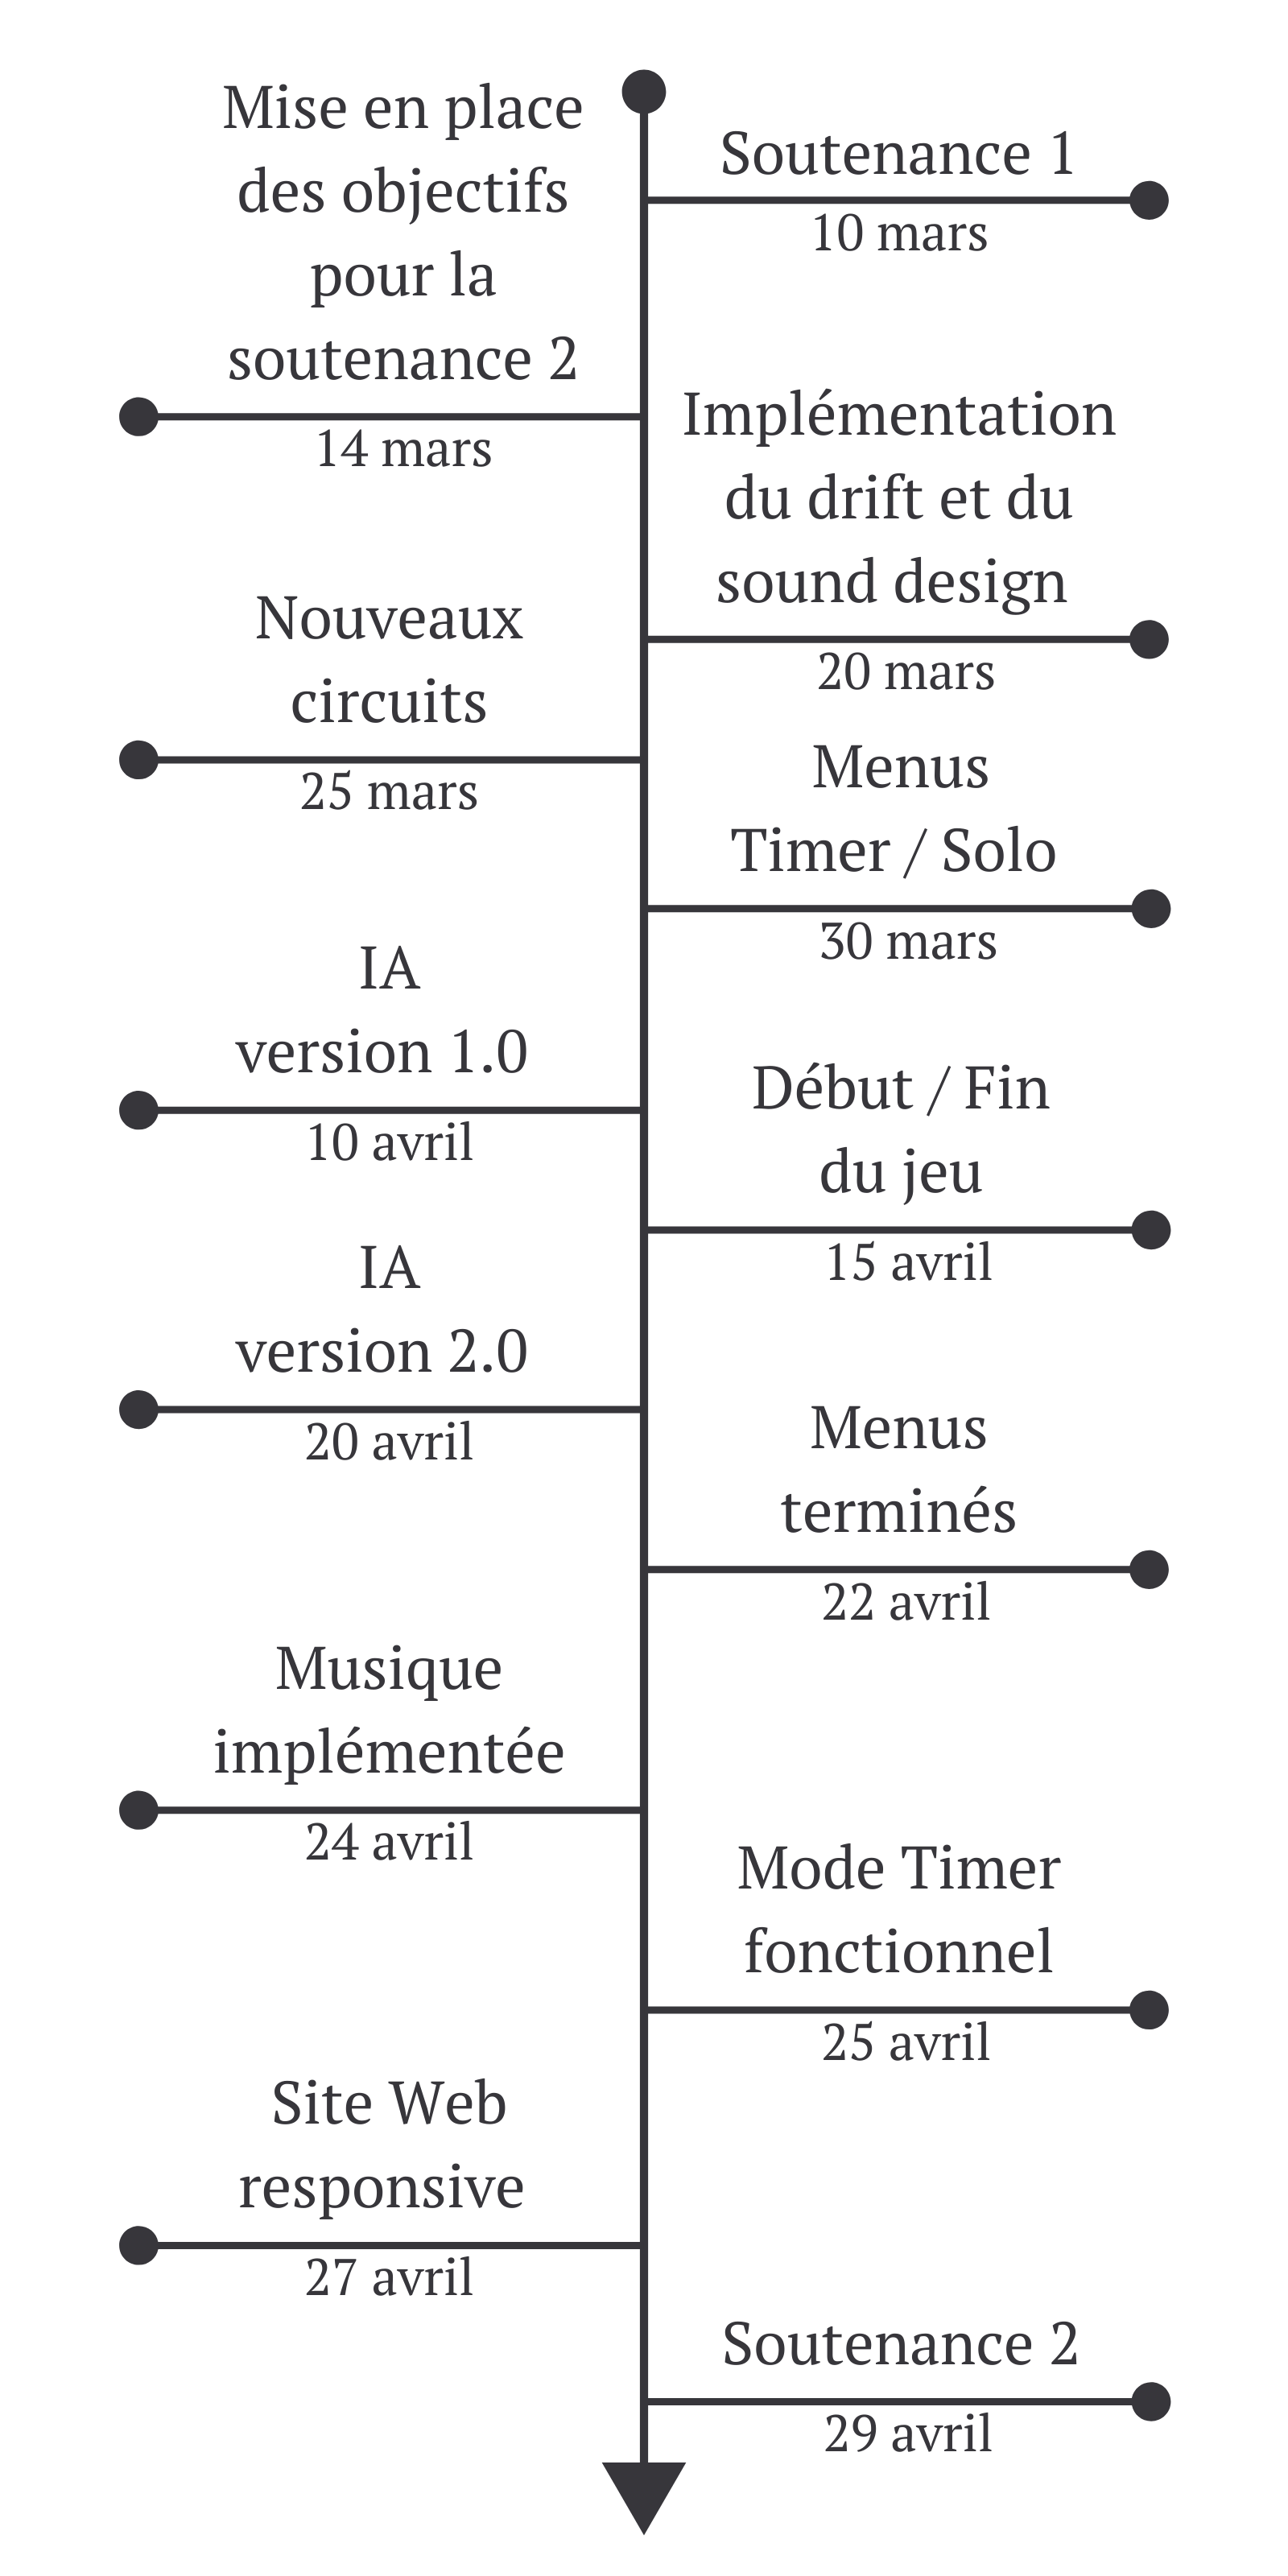 Soutenance 1
10 mars
Mise en place
des objectifs
pour la
soutenance 2
14 mars
Implémentation
du drift et du
sound design
20 mars
Nouveaux
circuits
25 mars
Menus
Timer / Solo
30 mars
IA
version 1.0
10 avril
Début / Fin
du jeu
15 avril
IA
version 2.0
20 avril
Menus
terminés
22 avril
Musique
implémentée
24 avril
Mode Timer
fonctionnel
25 avril
Site Web
responsive
27 avril
Soutenance 2
29 avril